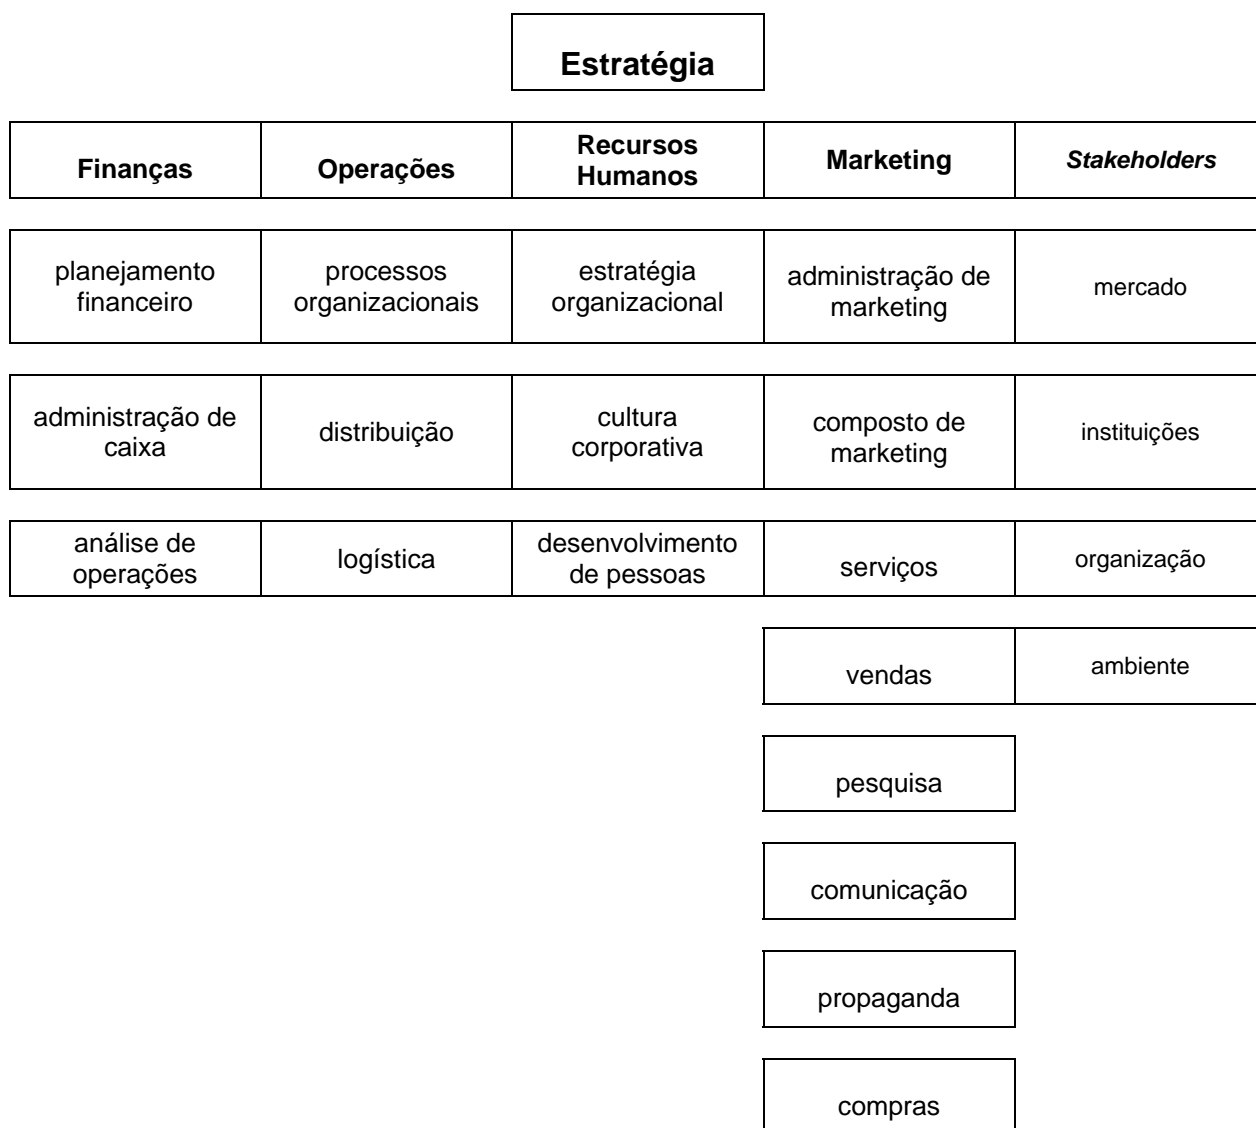 Estratégia
Finanças
Operações
Recursos
Humanos
Marketing
Stakeholders
planejamento
financeiro
processos
organizacionais
estratégia
organizacional
administração de
marketing
mercado
administração de
caixa
distribuição
cultura
corporativa
composto de
marketing
instituições
análise de
operações
logística
desenvolvimento
de pessoas
serviços
organização
vendas
ambiente
pesquisa
comunicação
propaganda
compras